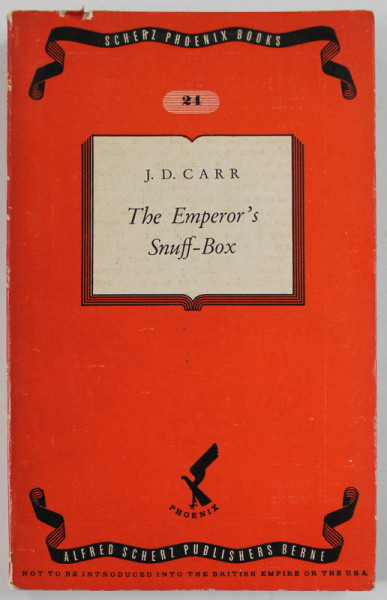 SCHERZ PHOENIX BOOKS
24
J. D. CARR
The Emperor's
Snuff-Box
PHOENIX
ALFRED SCHERZ PUBLISHERS BERNE
NOT TO BE INTRODUCED INTO THE BRITISH EMPIRE OR THE U.S.A.